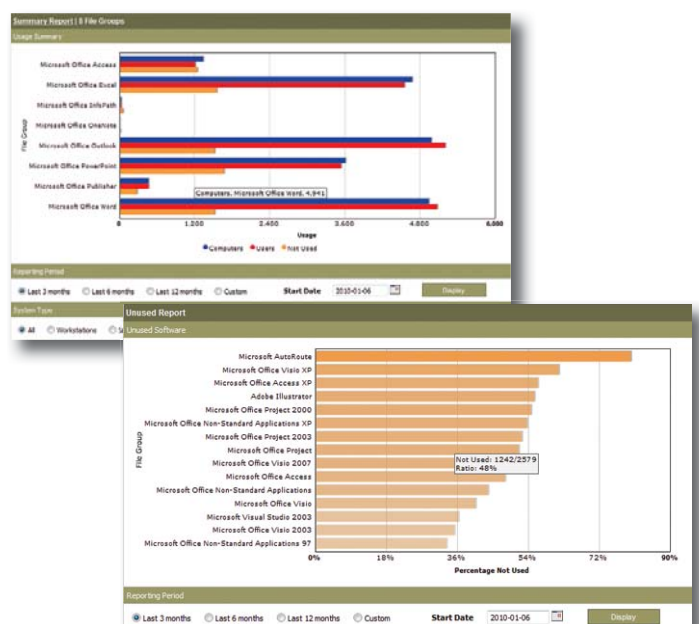 Summary Report | 8 File Groups
Usage Summary
Microsoft Office Access
Microsoft Office Excel
Microsoft Office InfoPath
Microsoft Office OneNote
Microsoft Office Outlook
Microsoft Office PowerPoint
Microsoft Office Publisher
Microsoft Office Word
File Group
Computers, Microsoft Office Word, 4,941
0 1.200 2.400 3.600 4.800 6.000
Usage
Computers Users Not Used
Reporting Period
Last 3 months Last 6 months Last 12 months Custom Start Date 2010-01-06 Display
System Type
All Workstations
Unused Report
Unused Software
Microsoft AutoRoute
Microsoft Office Visio XP
Microsoft Office Access XP
Adobe Illustrator
Microsoft Office Project 2000
Microsoft Office Non-Standard Applications XP
Microsoft Office Project 2003
Microsoft Office Project
Microsoft Office Visio 2007
Microsoft Office Access
Microsoft Office Non-Standard Applications
Microsoft Office Visio
Microsoft Visual Studio 2003
Microsoft Office Visio 2003
Microsoft Office Non-Standard Applications 97
File Group
Not Used: 1242/2579
Ratio: 48%
0% 18% 36% 54% 72% 90%
Percentage Not Used
Reporting Period
Last 3 months Last 6 months Last 12 months Custom Start Date 2010-01-06 Display